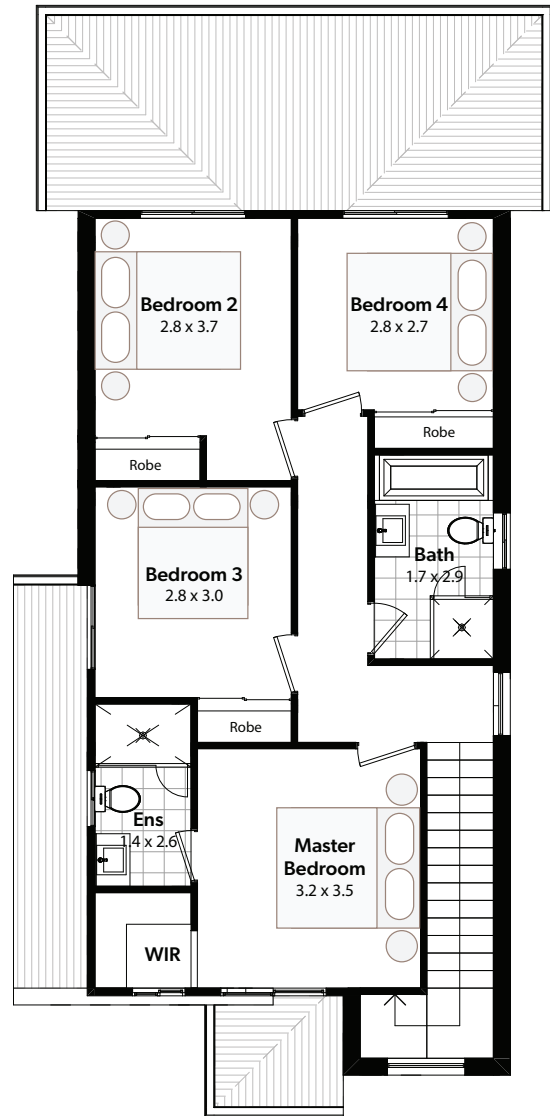 Bedroom 2
2.8 x 3.7
Bedroom 4
2.8 x 2.7
Robe
Robe
Bedroom 3
2.8 x 3.0
Bath
1.7 x 2.9
Robe
Ens
1.4 x 2.6
Master
Bedroom
3.2 x 3.5
WIR